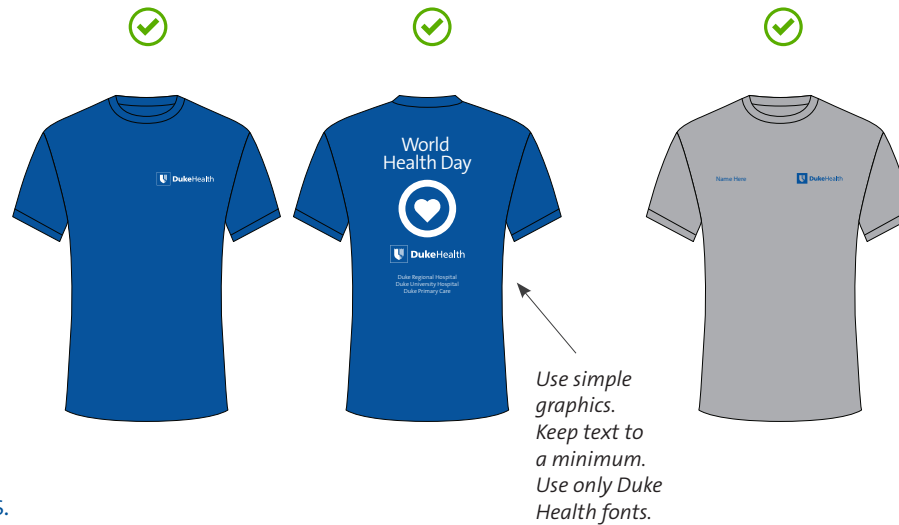 DukeHealth
World
Health Day
DukeHealth
Duke Regional Hospital
Duke University Hospital
Duke Primary Care
Name Here
DukeHealth
Use simple
graphics.
Keep text to
a minimum.
Use only Duke
Health fonts.